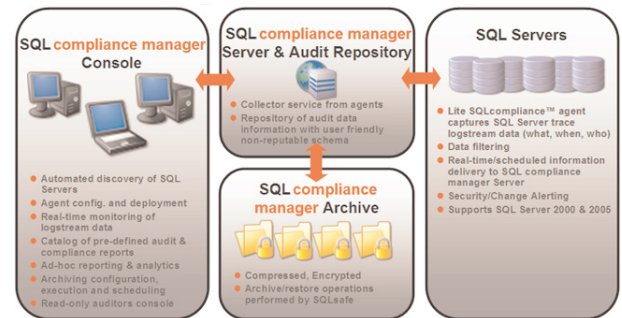 SQL compliance manager
Console
Automated discovery of SQL
Servers
Agent config. and deployment
Real-time monitoring of
logstream data
Catalog of pre-defined audit &
compliance reports
Ad-hoc reporting & analytics
Archiving configuration,
execution and scheduling
Read-only auditors console
SQL compliance manager
Server & Audit Repository
Collector service from agents
Repository of audit data
information with user friendly
non-reputable schema
SQL compliance
manager Archive
Compressed, Encrypted
Archive/restore operations
performed by SQLsafe
SQL Servers
Lite SQLcompliance™ agent
captures SQL Server trace
logstream data (what, when, who)
Data filtering
Real-time/scheduled information
delivery to SQL compliance
manager Server
Security/Change Alerting
Supports SQL Server 2000 & 2005